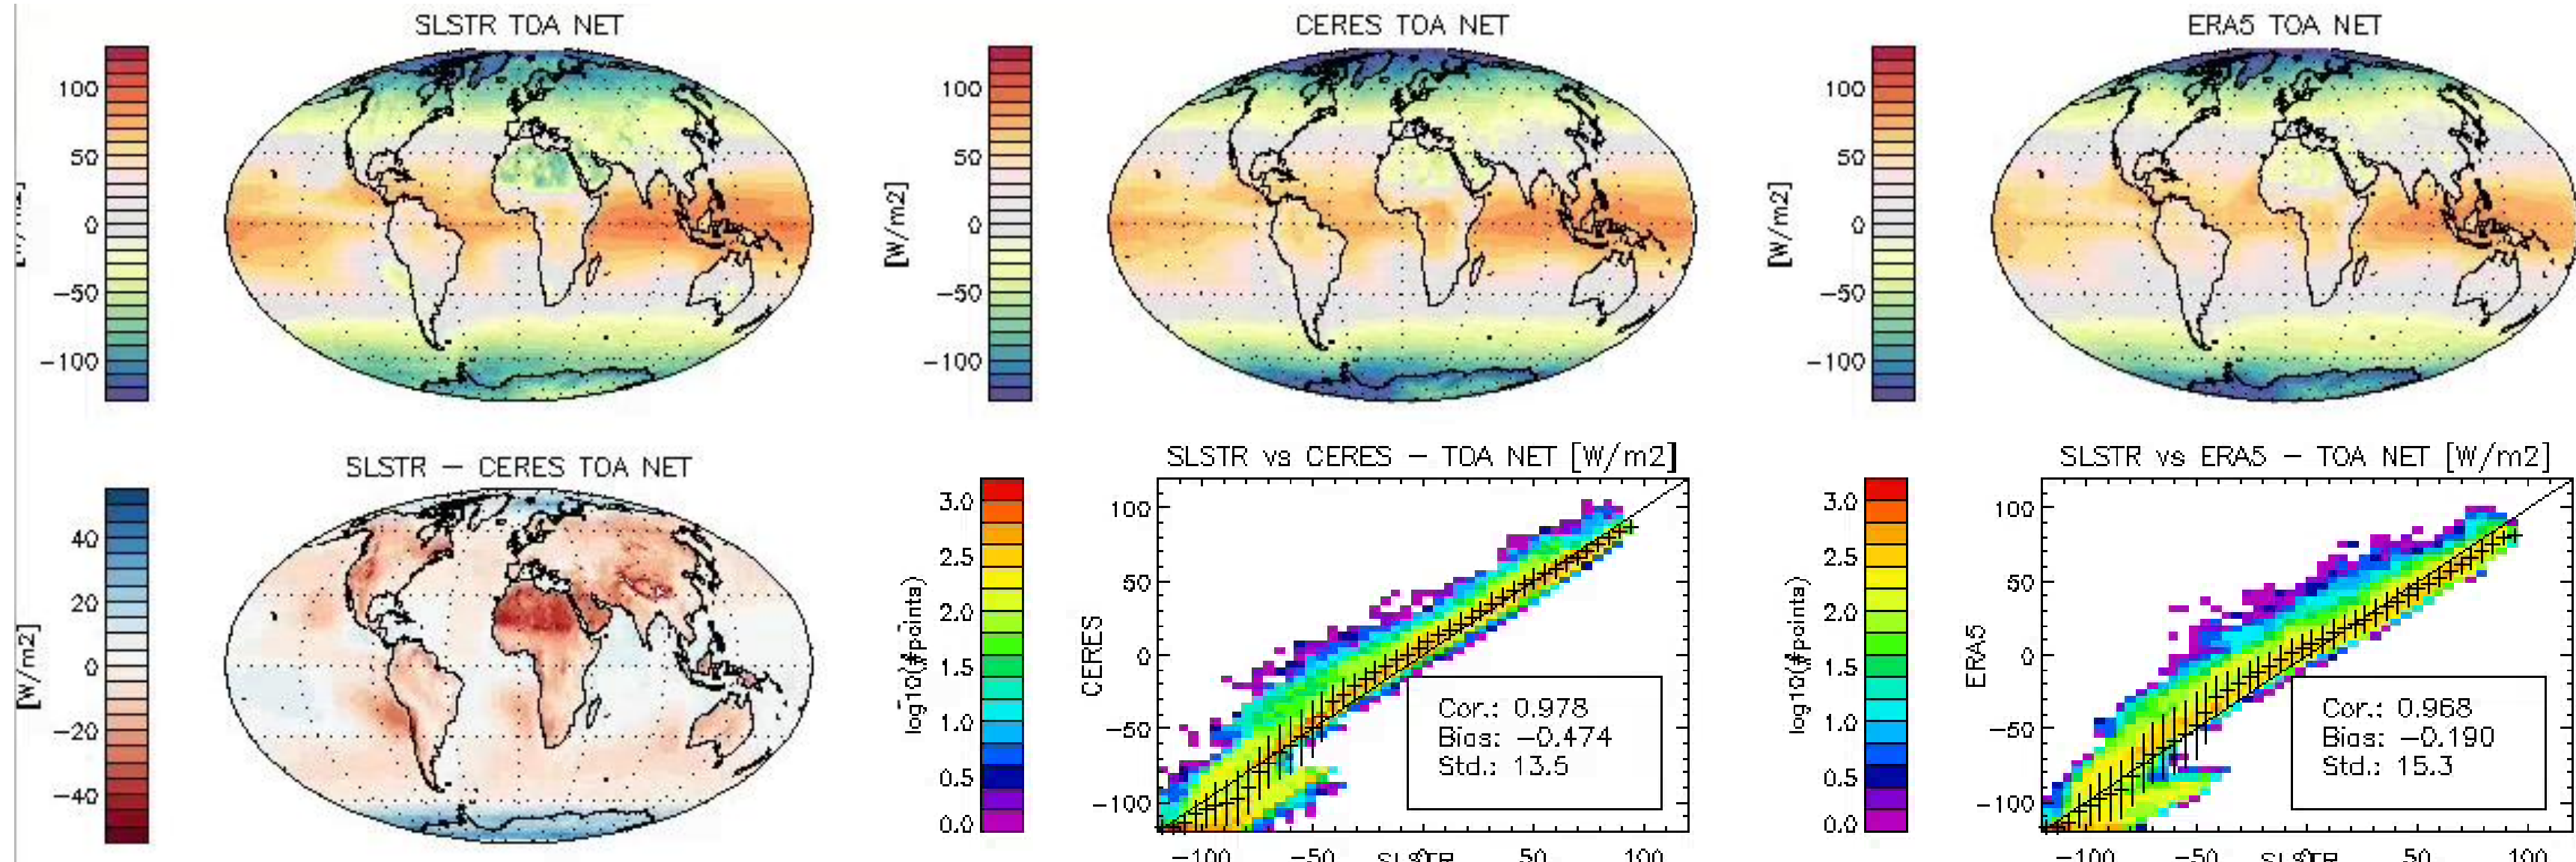 SLSTR TOA NET
CERES TOA NET
ERA5 TOA NET
100
50
0
−50
−100
[W/m2]
100
50
0
−50
−100
[W/m2]
100
50
0
−50
−100
SLSTR − CERES TOA NET
[W/m2]
40
20
0
−20
−40
SLSTR vs CERES − TOA NET [W/m2]
log10(#points)
3.0
2.5
2.0
1.5
1.0
0.5
0.0
CERES
100
50
0
−50
−100
Cor.: 0.978
Bias: −0.474
Std.: 13.5
−100
−50
SLSTR
50
100
SLSTR vs ERA5 − TOA NET [W/m2]
log10(#points)
3.0
2.5
2.0
1.5
1.0
0.5
0.0
ERA5
100
50
0
−50
−100
Cor.: 0.968
Bias: −0.190
Std.: 15.3
−100
−50
SLSTR
50
100